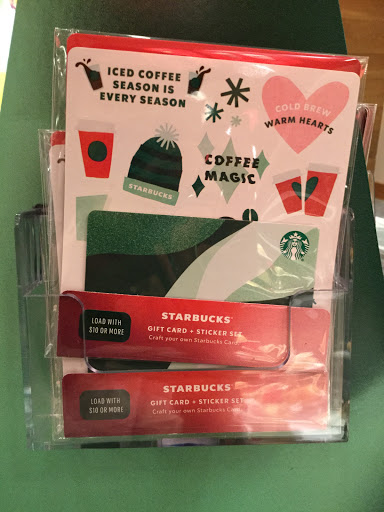 ICED COFFEE
SEASON IS
EVERY SEASON
COLD BREW
WARM HEARTS
COFFEE
MAGIC
STARBUCKS
LOAD WITH
$10 OR MORE
STARBUCKS
GIFT CARD + STICKER SET
Craft your own Starbucks Card
LOAD WITH
$10 OR MORE
STARBUCKS
GIFT CARD + STICKER SET
Craft your own Starbucks Card